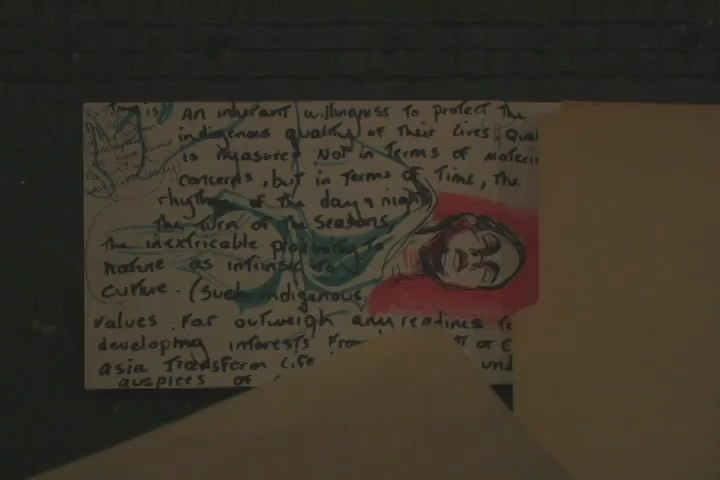 This is An inherant willingness to protect the
indigenous quality of their lives Qual
is measured Not in Terms of materi
concerns, but in Terms of Time, the
rhythm of the day & night
The Turn of the Seasons,
The inextricable proximity to
nature as intrinsic to
culture. (Such indigenous
values far outweigh any readiness to
developing interests From
asia Transform Life und
auspices of